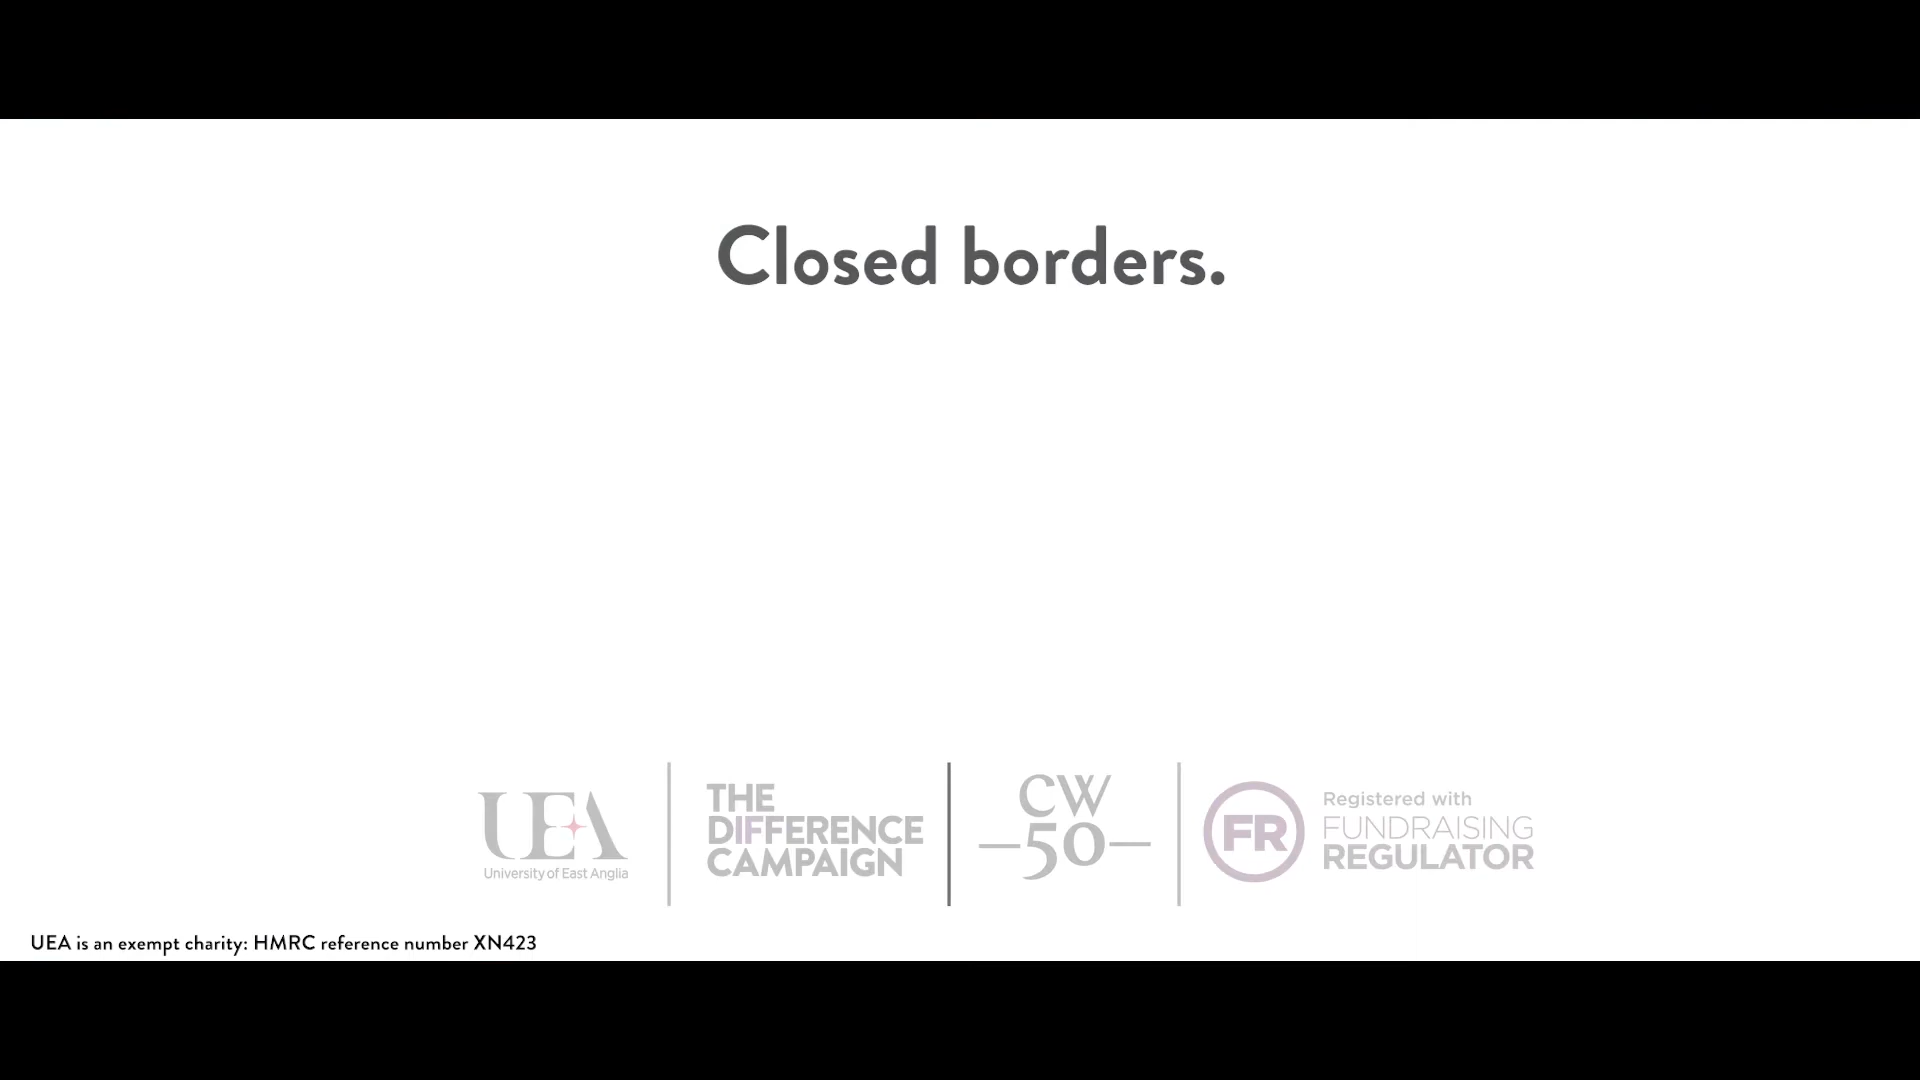 Closed borders.
UEA
University of East Anglia
THE
DIFFERENCE
CAMPAIGN
CW
50
FR
Registered with
FUNDRAISING
REGULATOR
UEA is an exempt charity: HMRC reference number XN423